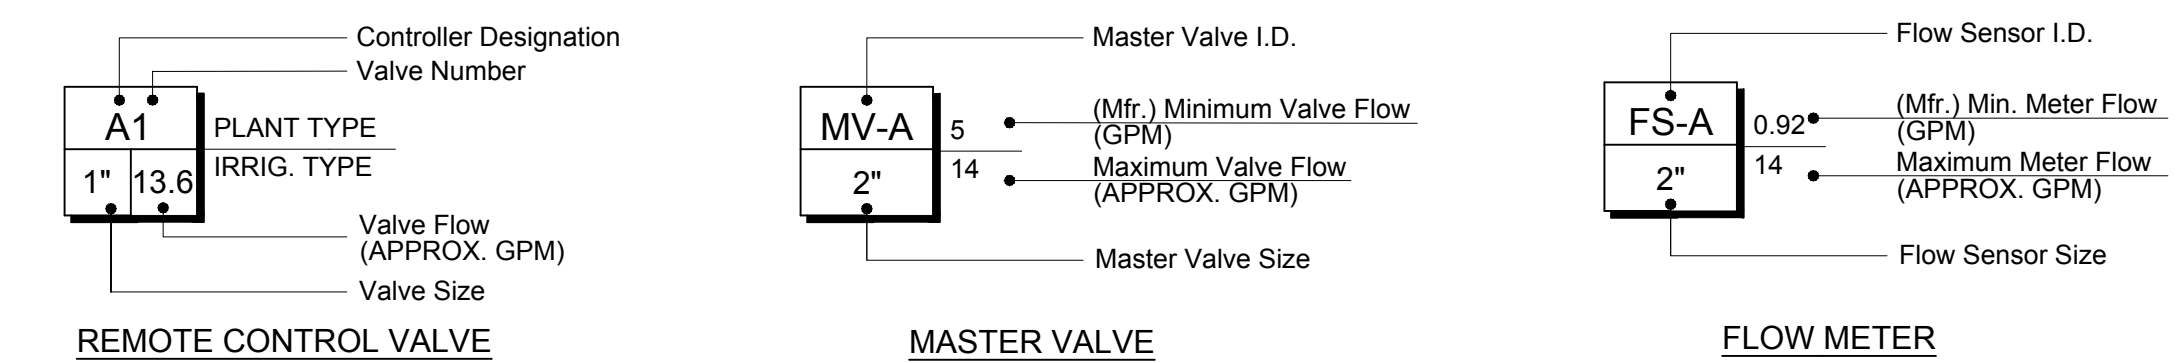 Controller Designation
Valve Number
A1
PLANT TYPE
IRRIG. TYPE
1"
13.6
Valve Flow
(APPROX. GPM)
Valve Size
REMOTE CONTROL VALVE
Master Valve I.D.
MV-A
5
(Mfr.) Minimum Valve Flow
(GPM)
14
Maximum Valve Flow
(APPROX. GPM)
2"
Master Valve Size
MASTER VALVE
Flow Sensor I.D.
FS-A
0.92
(Mfr.) Min. Meter Flow
(GPM)
14
Maximum Meter Flow
(APPROX. GPM)
2"
Flow Sensor Size
FLOW METER